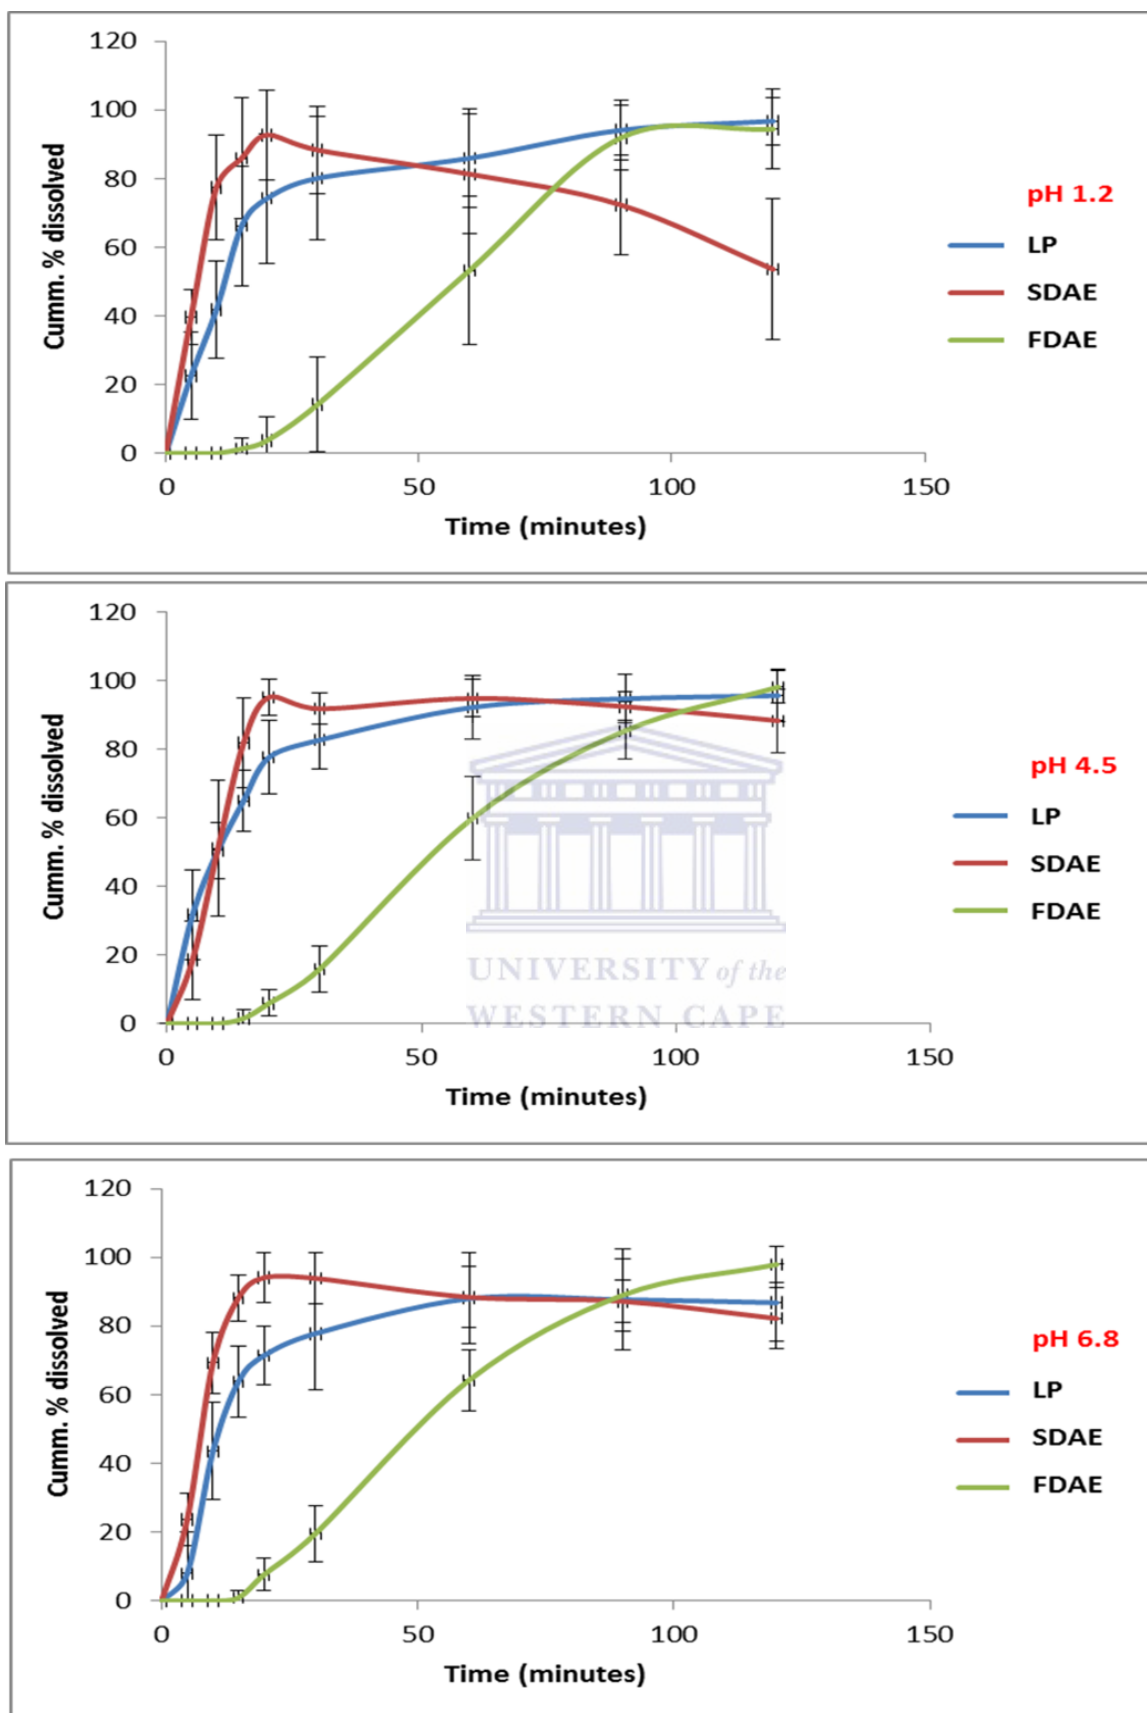 120
100
80
60
40
20
0
Cumm. % dissolved
0 50 100 150
Time (minutes)
pH 1.2
LP
SDAE
FDAE
120
100
80
60
40
20
0
Cumm. % dissolved
0 50 100 150
Time (minutes)
pH 4.5
LP
SDAE
FDAE
UNIVERSITY of the
WESTERN CAPE
120
100
80
60
40
20
0
Cumm. % dissolved
0 50 100 150
Time (minutes)
pH 6.8
LP
SDAE
FDAE